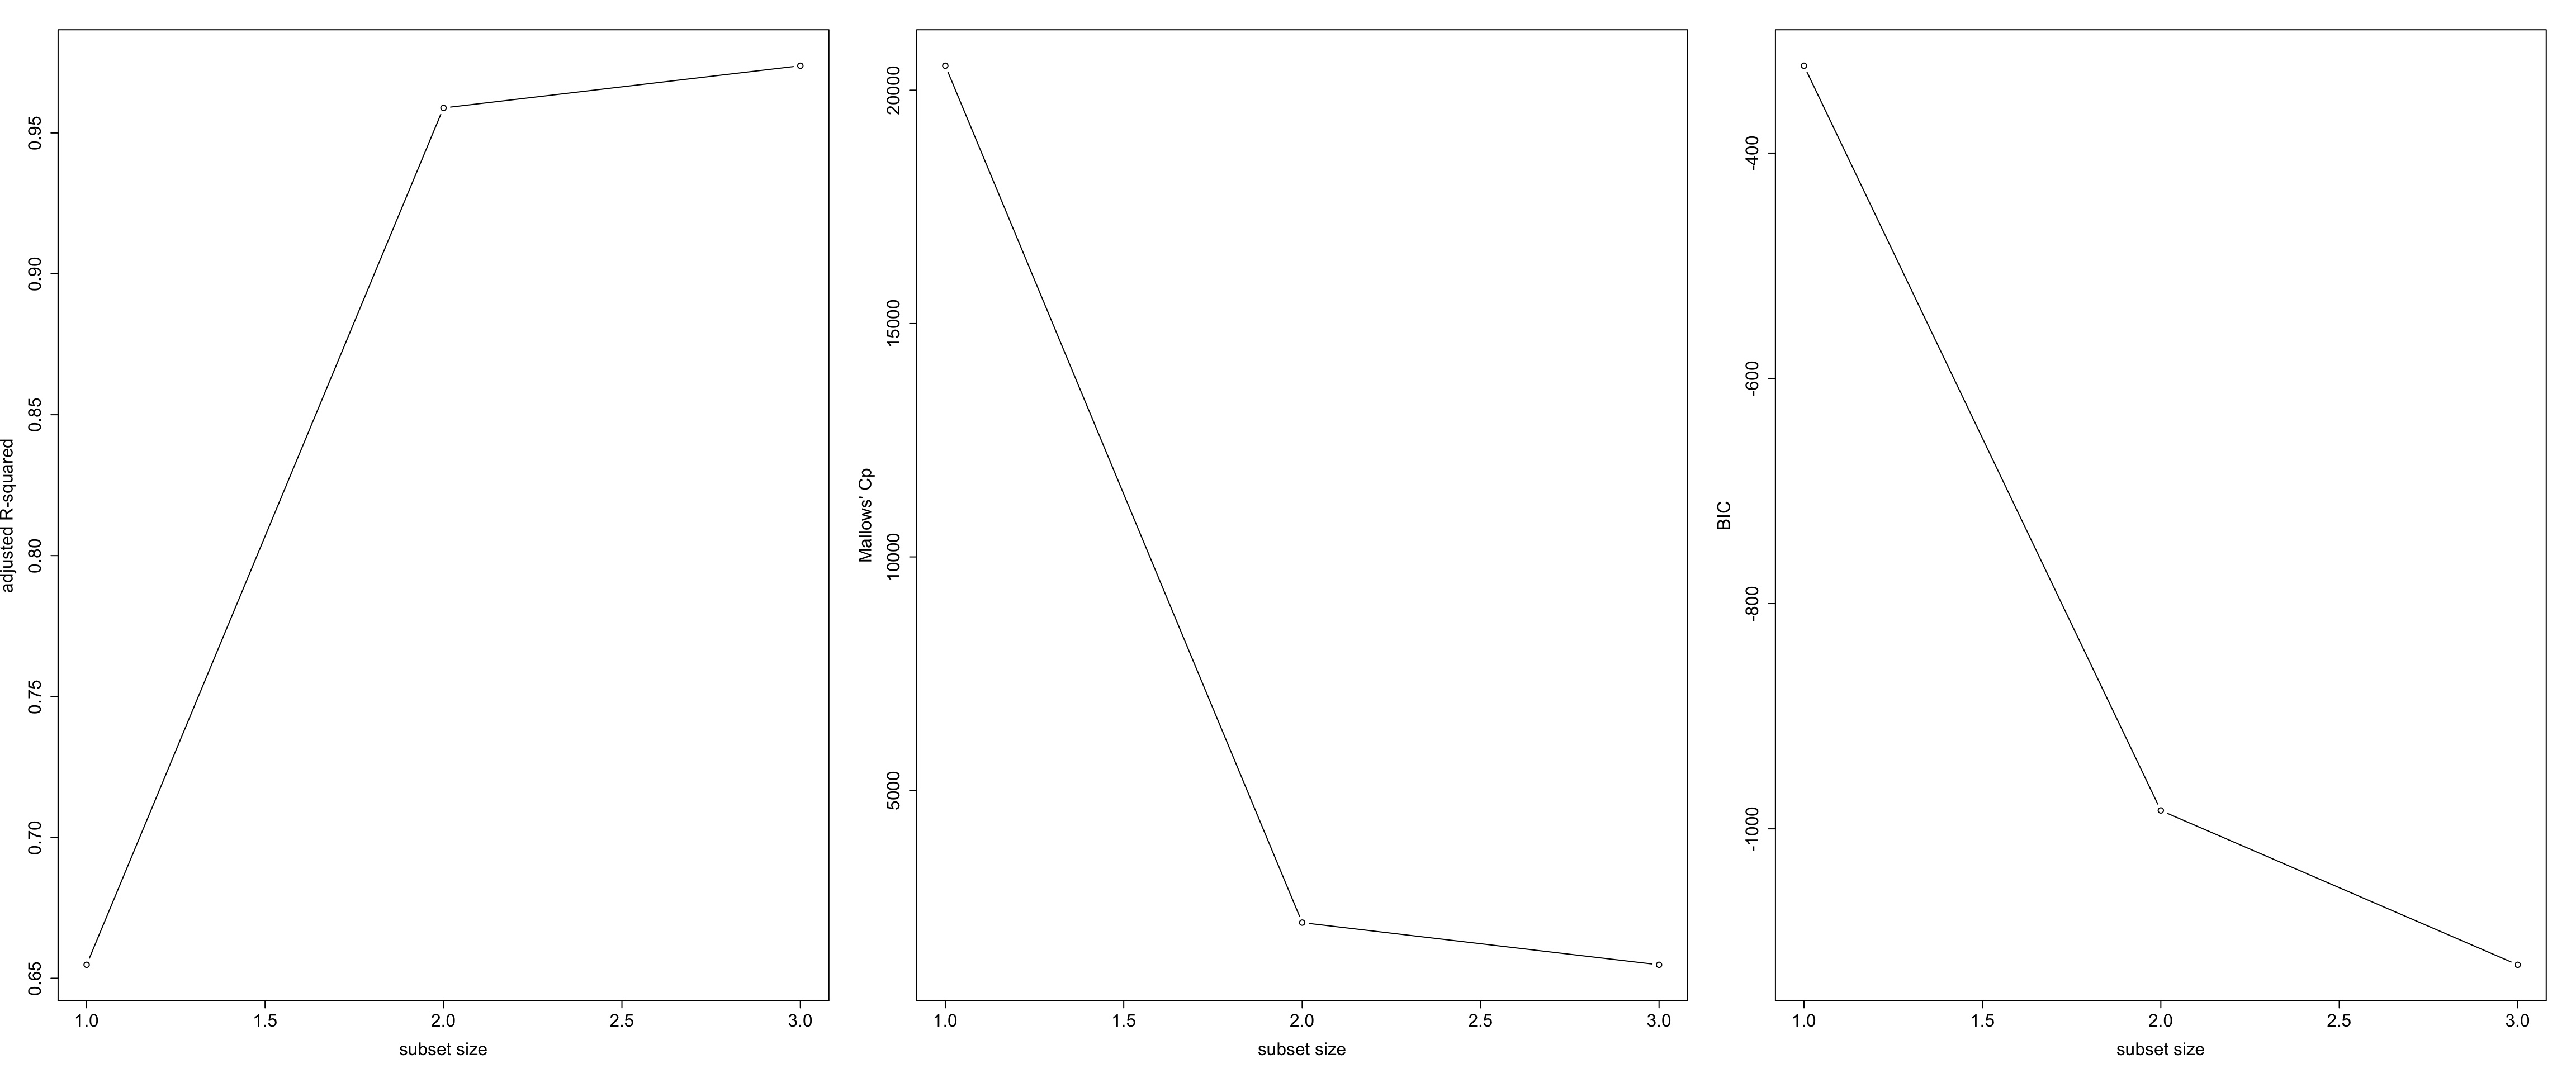 adjusted R-squared
0.95
0.90
0.85
0.80
0.75
0.70
0.65
1.0 1.5 2.0 2.5 3.0
subset size
Mallows' Cp
20000
15000
10000
5000
1.0 1.5 2.0 2.5 3.0
subset size
BIC
-400
-600
-800
-1000
1.0 1.5 2.0 2.5 3.0
subset size